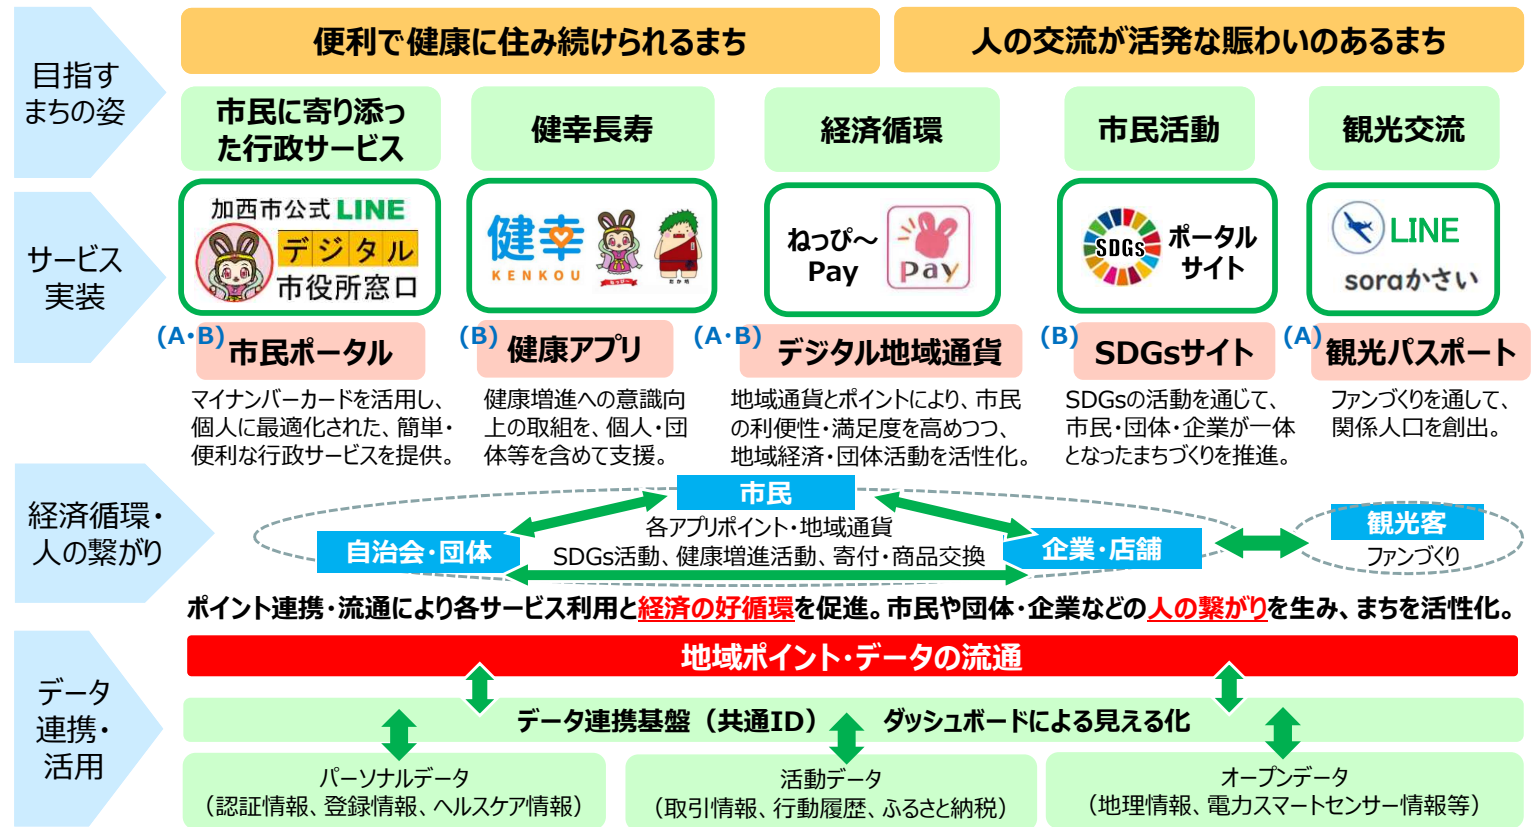 目指す
まちの姿
便利で健康に住み続けられるまち
人の交流が活発な賑わいのあるまち
市民に寄り添っ
た行政サービス
健幸長寿
経済循環
市民活動
観光交流
サービス
実装
加西市公式 LINE
デジタル
市役所窓口
健幸
KENKOU
ねっぴ～
Pay
pay
SDGs
ポータル
サイト
LINE
soraかさい
(A・B)
市民ポータル
(B)
健康アプリ
(A・B)
デジタル地域通貨
(B)
SDGsサイト
(A)
観光パスポート
マイナンバーカードを活用し、
個人に最適化された、簡単・
便利な行政サービスを提供。
健康増進への意識向
上の取組を、個人・団
体等を含めて支援。
地域通貨とポイントにより、市民
の利便性・満足度を高めつつ、
地域経済・団体活動を活性化。
SDGsの活動を通じて、
市民・団体・企業が一体
となったまちづくりを推進。
ファンづくりを通して、
関係人口を創出。
経済循環・
人の繋がり
市民
自治会・団体
各アプリポイント・地域通貨
SDGs活動、健康増進活動、寄付・商品交換
企業・店舗
観光客
ファンづくり
ポイント連携・流通により各サービス利用と経済の好循環を促進。市民や団体・企業などの人の繋がりを生み、まちを活性化。
データ
連携・
活用
地域ポイント・データの流通
データ連携基盤（共通ID） ダッシュボードによる見える化
パーソナルデータ
（認証情報、登録情報、ヘルスケア情報）
活動データ
（取引情報、行動履歴、ふるさと納税）
オープンデータ
（地理情報、電力スマートセンサー情報等）